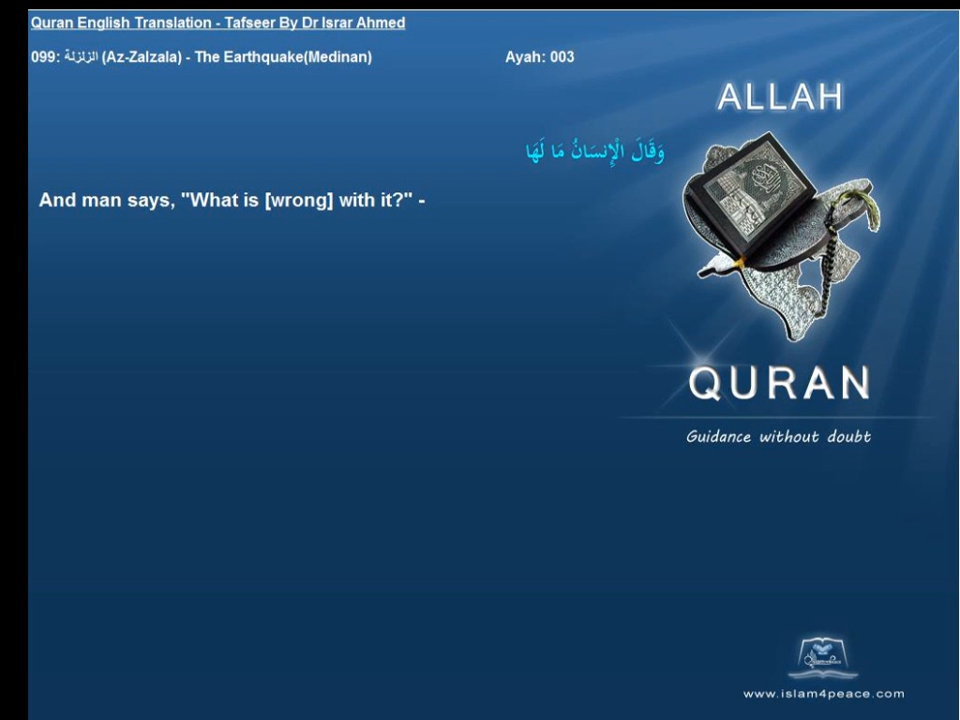 Quran English Translation - Tafseer By Dr Israr Ahmed
099: الزلزلة (Az-Zalzala) - The Earthquake(Medinan) Ayah: 003
ALLAH
وَقَالَ الْإِنسَانُ مَا لَهَا
And man says, "What is [wrong] with it?" -
QURAN
Guidance without doubt
www.islam4peace.com